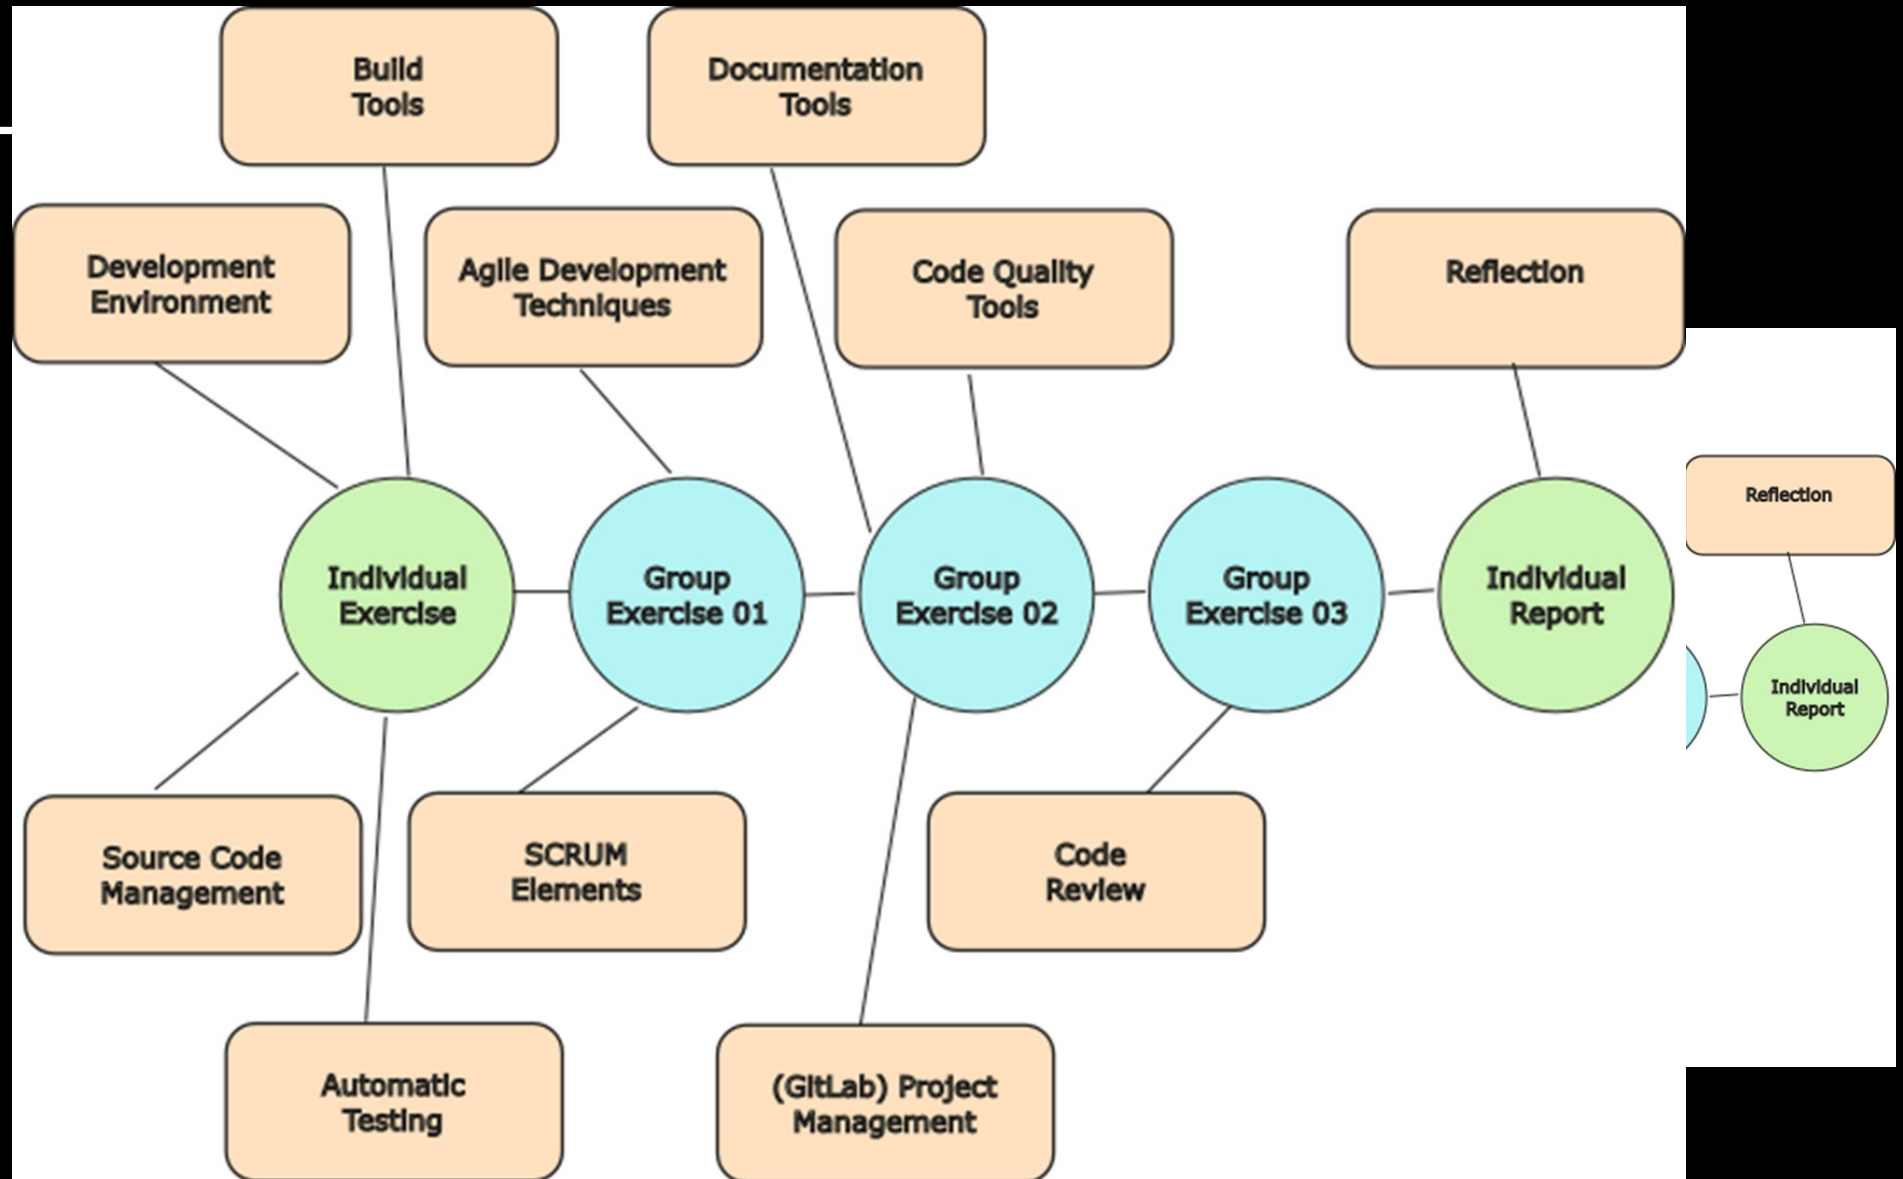 Build
Tools
Documentation
Tools
Development
Environment
Agile Development
Techniques
Code Quality
Tools
Reflection
Individual
Exercise
Group
Exercise 01
Group
Exercise 02
Group
Exercise 03
Individual
Report
Source Code
Management
SCRUM
Elements
Code
Review
Automatic
Testing
(GitLab) Project
Management
Reflection
Individual
Report